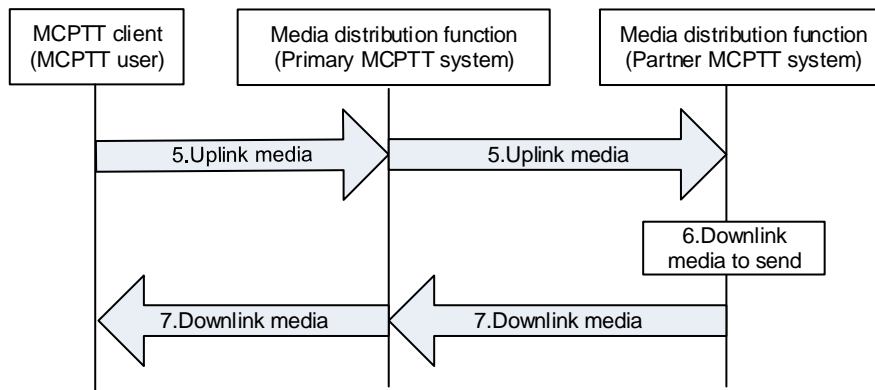 MCPTT client
(MCPTT user)
Media distribution function
(Primary MCPTT system)
Media distribution function
(Partner MCPTT system)
5.Uplink media
5.Uplink media
6.Downlink
media to send
7.Downlink media
7.Downlink media